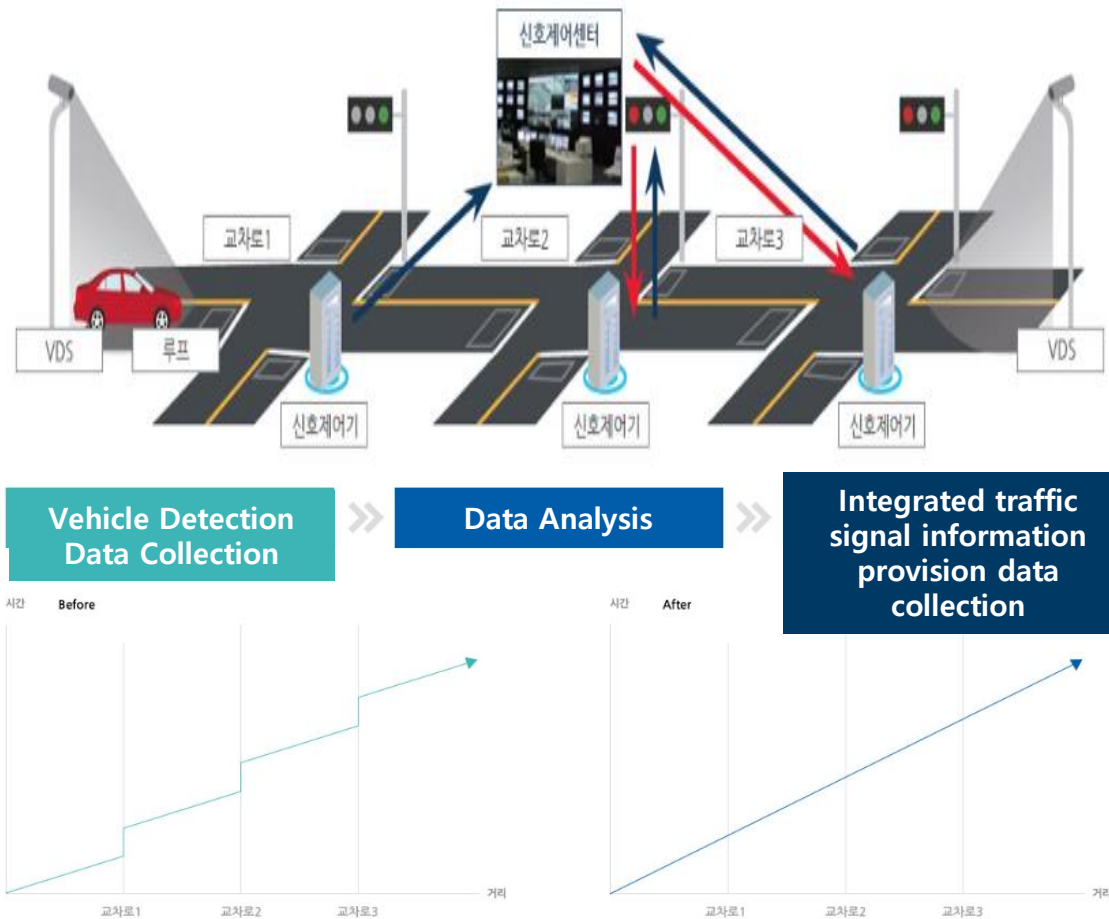 신호제어센터
교차로1
교차로2
교차로3
VDS
루프
VDS
신호제어기
신호제어기
신호제어기
Vehicle Detection
Data Collection
Data Analysis
Integrated traffic
signal information
provision data
collection
시간
Before
거리
교차로1
교차로2
교차로3
시간
After
거리
교차로1
교차로2
교차로3